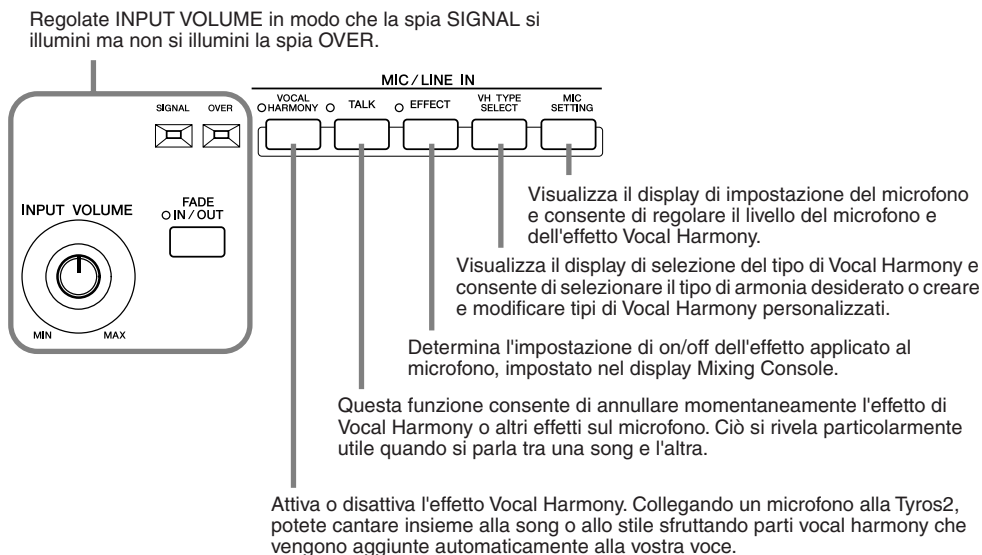 Regolate INPUT VOLUME in modo che la spia SIGNAL si
illumini ma non si illumini la spia OVER.
MIC/LINE IN
SIGNAL
OVER
VOCAL
HARMONY
TALK
EFFECT
VH TYPE
SELECT
MIC
SETTING
INPUT VOLUME
FADE
IN/OUT
MIN
MAX
Visualizza il display di impostazione del microfono
e consente di regolare il livello del microfono e
dell'effetto Vocal Harmony.
Visualizza il display di selezione del tipo di Vocal Harmony e
consente di selezionare il tipo di armonia desiderato o creare
e modificare tipi di Vocal Harmony personalizzati.
Determina l'impostazione di on/off dell'effetto applicato al
microfono, impostato nel display Mixing Console.
Questa funzione consente di annullare momentaneamente l'effetto di
Vocal Harmony o altri effetti sul microfono. Ciò si rivela particolarmente
utile quando si parla tra una song e l'altra.
Attiva o disattiva l'effetto Vocal Harmony. Collegando un microfono alla Tyros2,
potete cantare insieme alla song o allo stile sfruttando parti vocal harmony che
vengono aggiunte automaticamente alla vostra voce.